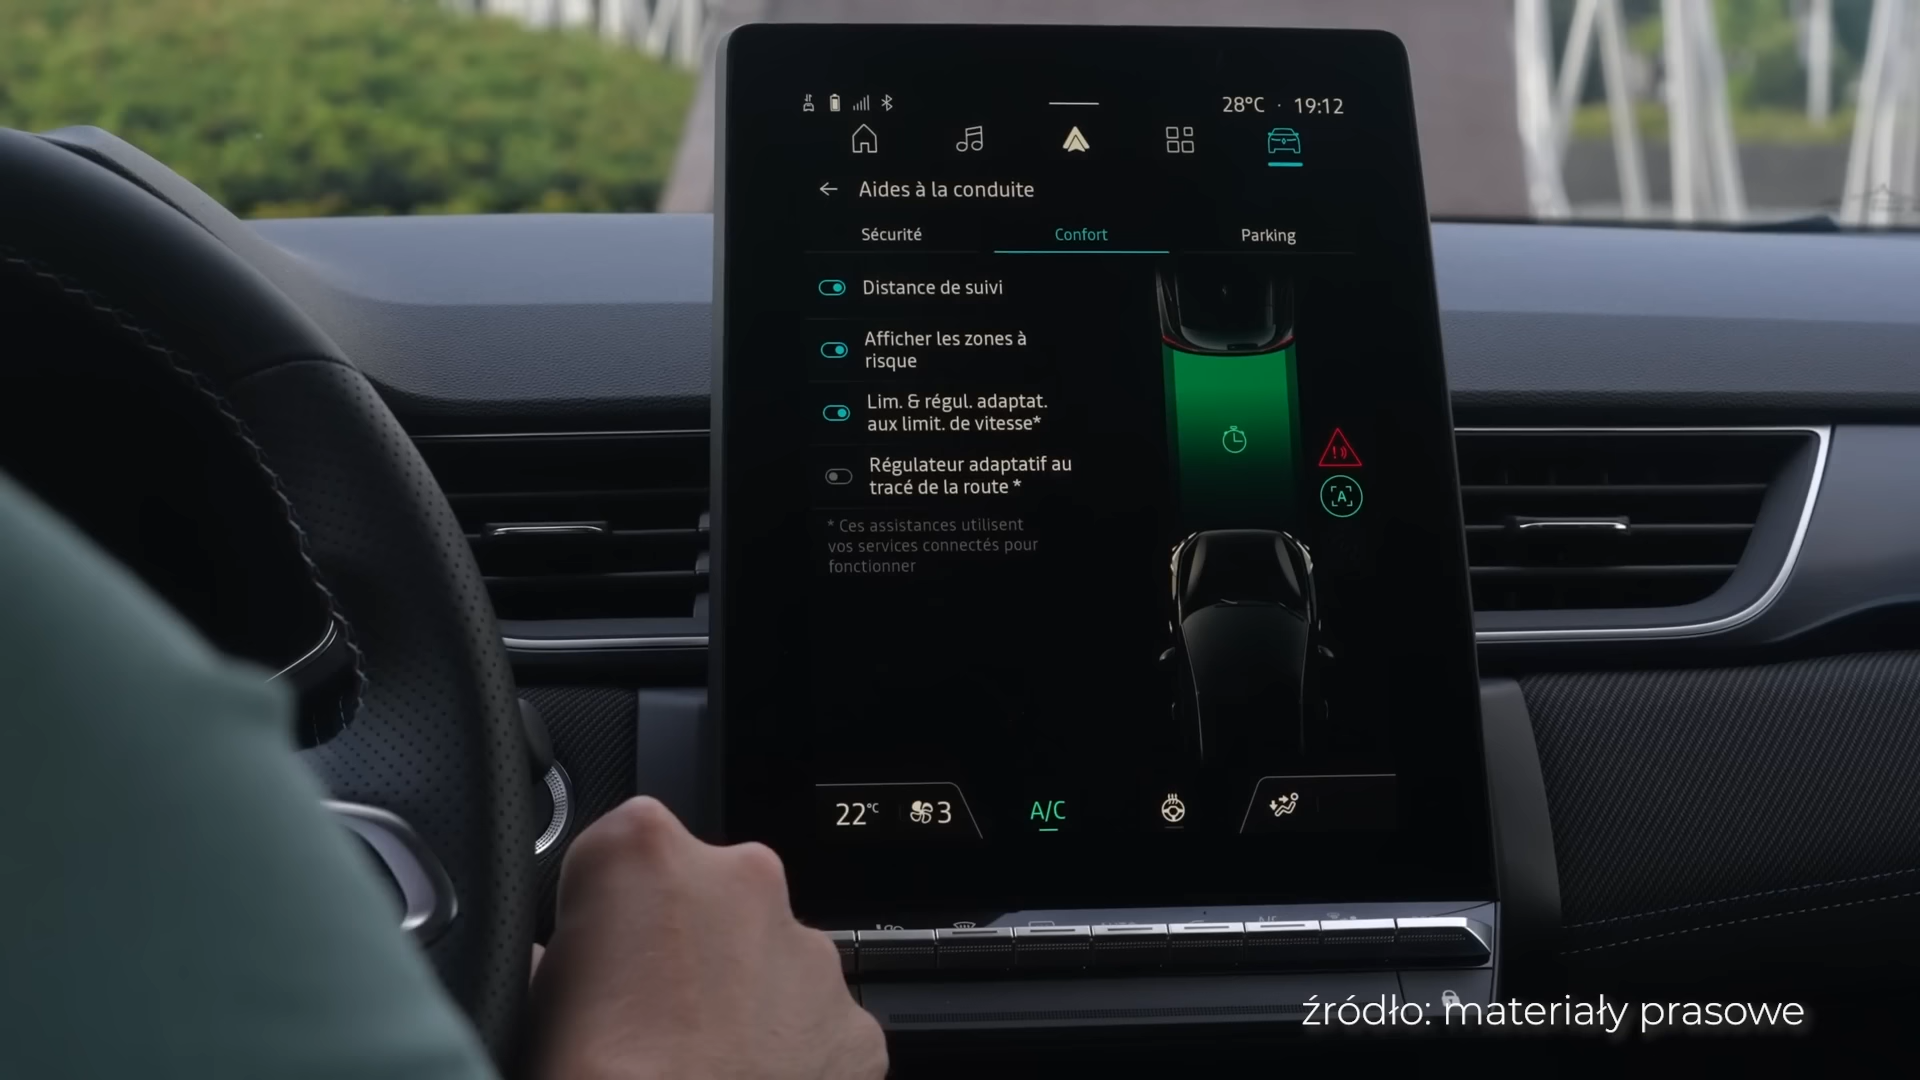 28°C · 19:12
Aides à la conduite
Sécurité Confort Parking
Distance de suivi
Afficher les zones à
risque
Lim. & régul. adaptat.
aux limit. de vitesse*
Régulateur adaptatif au
tracé de la route *
* Ces assistances utilisent
vos services connectés pour
fonctionner
A
22°C 3 A/C
źródło: materiały prasowe